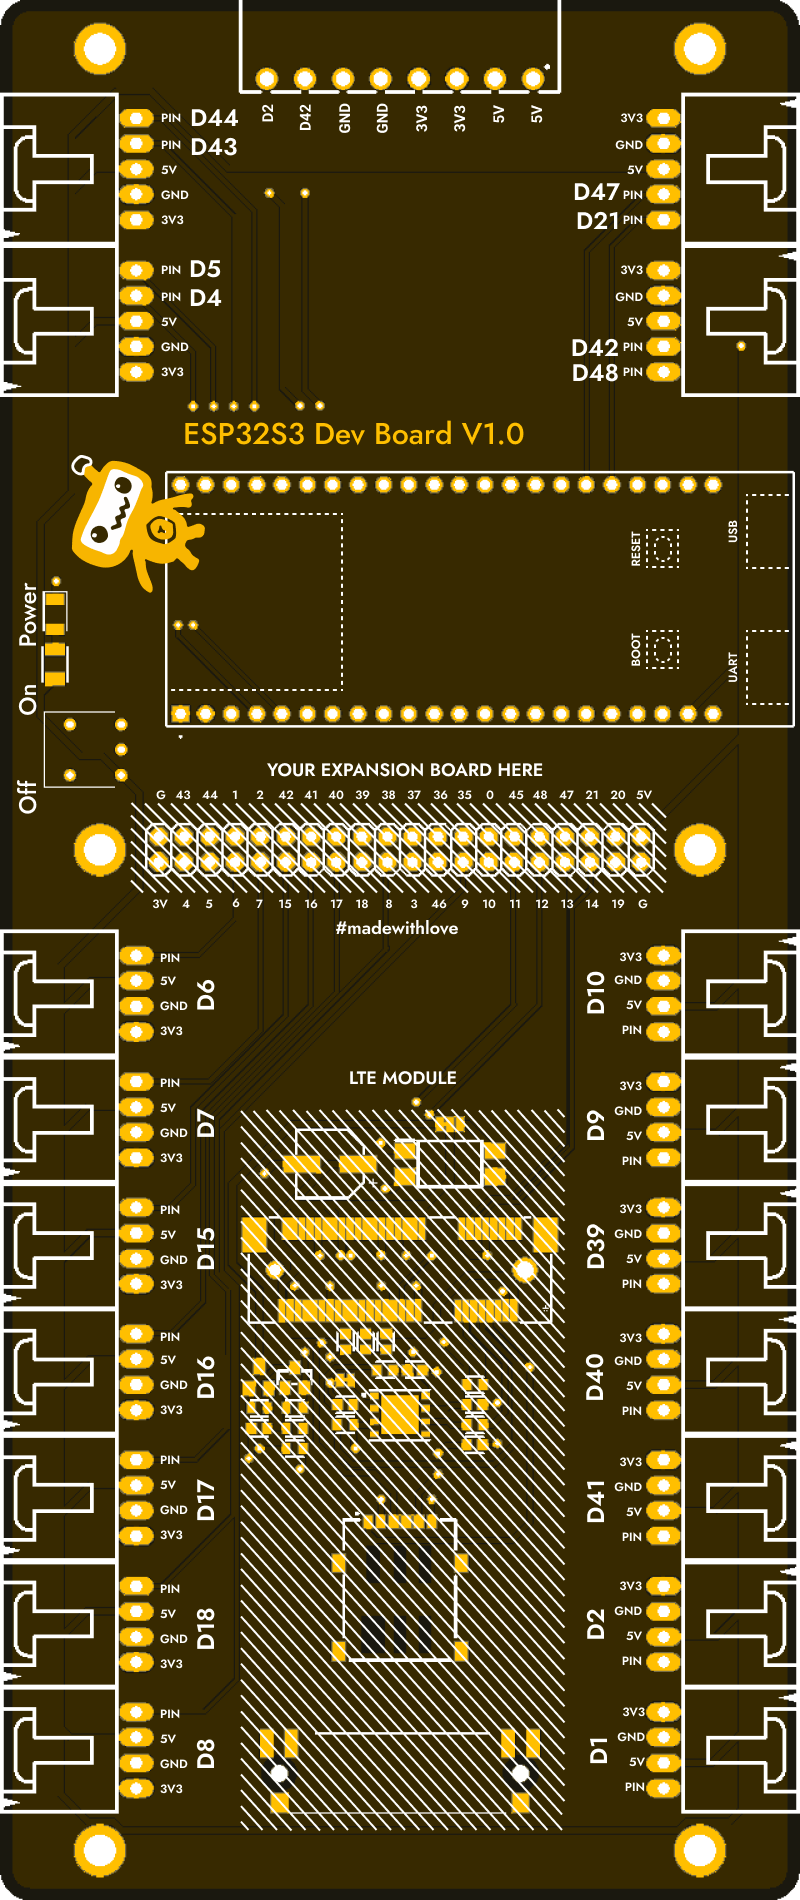 D2 D42 GND GND 3V3 3V3 5V 5V
PIN D44
PIN D43
5V
GND
3V3
3V3
GND
5V
D47 PIN
D21 PIN
PIN D5
PIN D4
5V
GND
3V3
3V3
GND
5V
D42 PIN
D48 PIN
ESP32S3 Dev Board V1.0
RESET
USB
BOOT
UART
Power
On
Off
YOUR EXPANSION BOARD HERE
G 43 44 1 2 42 41 40 39 38 37 36 35 0 45 48 47 21 20 5V
3V 4 5 6 7 15 16 17 18 8 3 46 9 10 11 12 13 14 19 G
#madewithlove
PIN
5V
GND
3V3
D6
D10
3V3
GND
5V
PIN
LTE MODULE
PIN
5V
GND
3V3
D7
D9
3V3
GND
5V
PIN
PIN
5V
GND
3V3
D15
D39
3V3
GND
5V
PIN
PIN
5V
GND
3V3
D16
D40
3V3
GND
5V
PIN
PIN
5V
GND
3V3
D17
D41
3V3
GND
5V
PIN
PIN
5V
GND
3V3
D18
D2
3V3
GND
5V
PIN
PIN
5V
GND
3V3
D8
D1
3V3
GND
5V
PIN